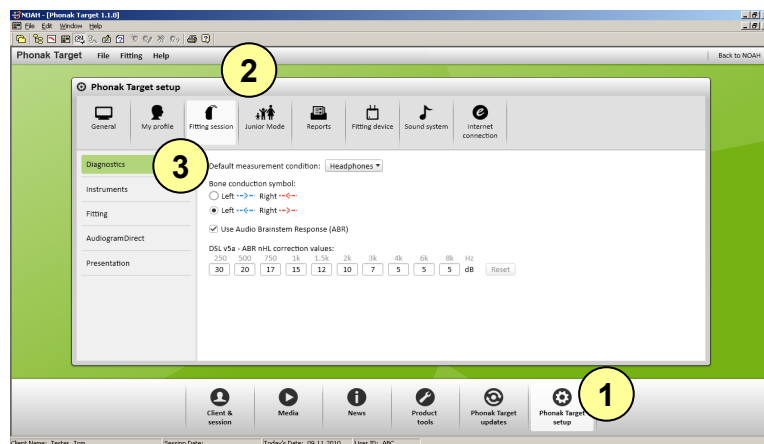 NOAH - [Phonak Target 1.1.0]
File Edit Window Help
Phonak Target File Fitting Help Back to NOAH
2
Phonak Target setup
General My profile Fitting session Junior Mode Reports Fitting device Sound system Internet connection
3
Diagnostics
Instruments
Fitting
AudiogramDirect
Presentation
Default measurement condition: Headphones
Bone conduction symbol:
Left --->-- Right --<---
Left --<--- Right --->--
Use Audio Brainstem Response (ABR)
DSL v5a - ABR nHL correction values:
250 500 750 1k 1.5k 2k 3k 4k 6k 8k Hz
30 20 17 15 12 10 7 5 5 5 dB Reset
1
Client & session
Media
News
Product tools
Phonak Target updates
Phonak Target setup
Client Name: Tester, Tom Session Date: Today's Date: 09.11.2010 User ID: ABC